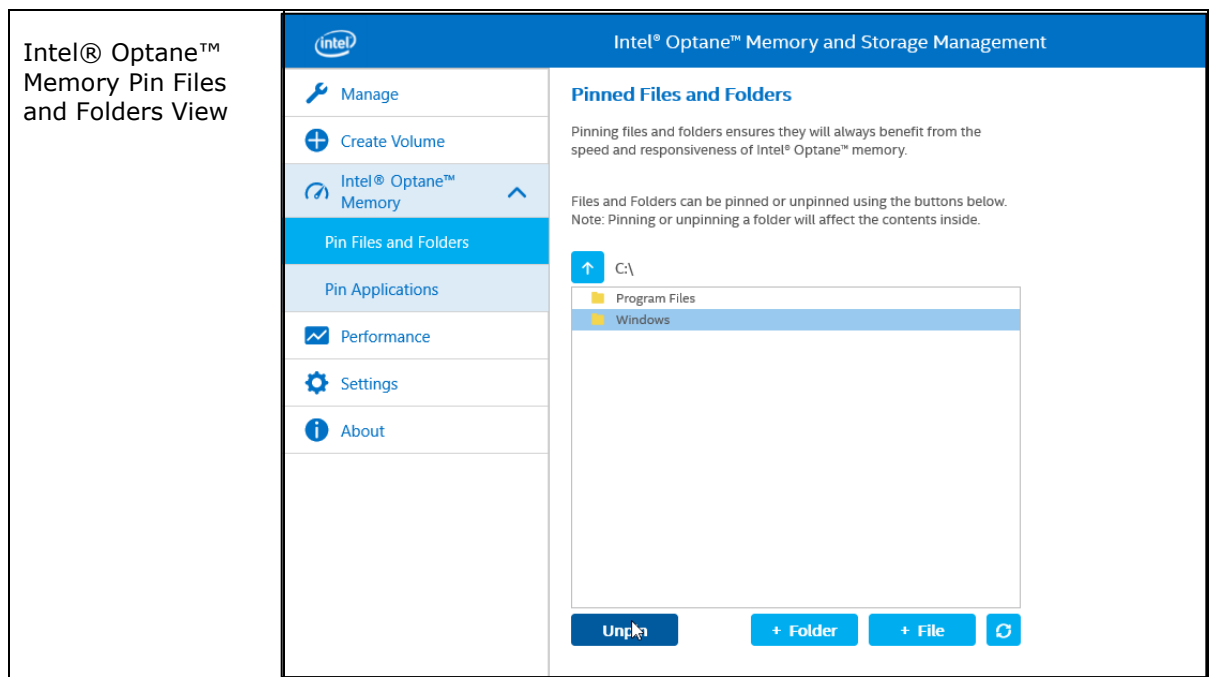 Intel® Optane™
Memory Pin Files
and Folders View
intel
Intel® Optane™ Memory and Storage Management
Manage
Create Volume
Intel® Optane™
Memory
Pin Files and Folders
Pin Applications
Performance
Settings
About
Pinned Files and Folders
Pinning files and folders ensures they will always benefit from the
speed and responsiveness of Intel® Optane™ memory.
Files and Folders can be pinned or unpinned using the buttons below.
Note: Pinning or unpinning a folder will affect the contents inside.
C:\
Program Files
Windows
Unpin
+ Folder
+ File